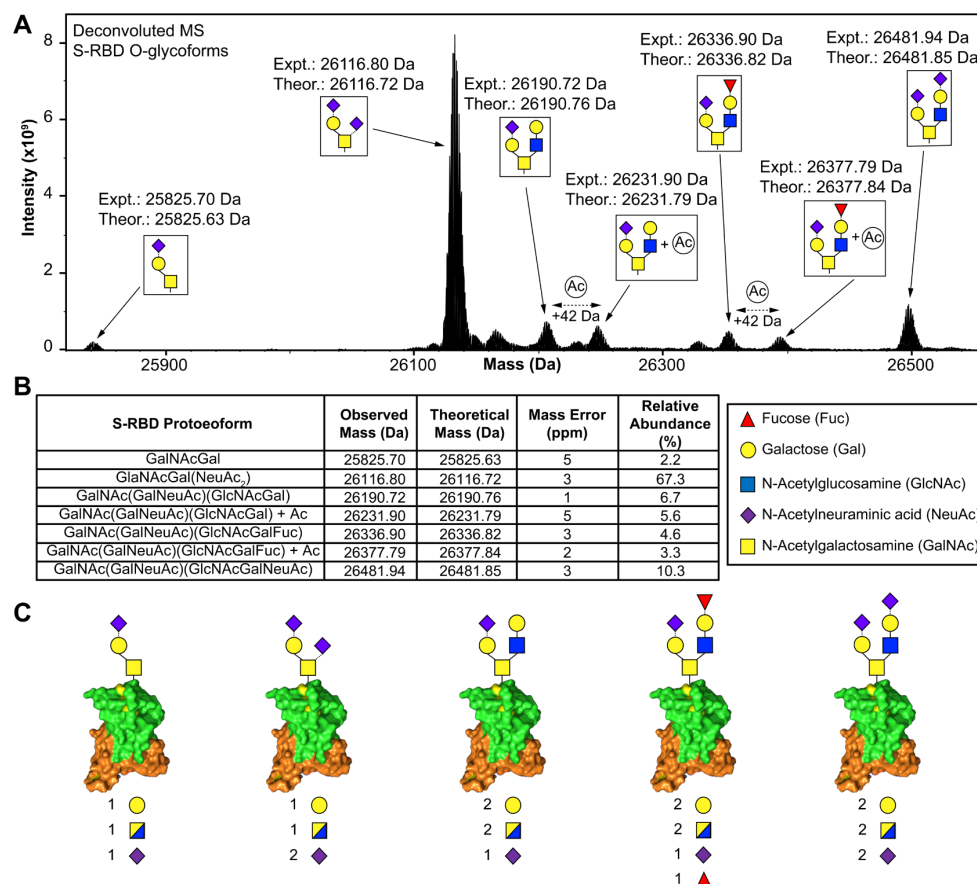 A
Deconvoluted MS
S-RBD O-glycoforms
Expt.: 25825.70 Da
Theor.: 25825.63 Da
Expt.: 26116.80 Da
Theor.: 26116.72 Da
Expt.: 26190.72 Da
Theor.: 26190.76 Da
Expt.: 26231.90 Da
Theor.: 26231.79 Da
+ Ac
Expt.: 26336.90 Da
Theor.: 26336.82 Da
Expt.: 26377.79 Da
Theor.: 26377.84 Da
+ Ac
Expt.: 26481.94 Da
Theor.: 26481.85 Da
Ac
+42 Da
Ac
+42 Da
Intensity (x10⁹)
8
6
4
2
0
25900
26100
26300
26500
Mass (Da)
B
S-RBD Protoeoform Observed Mass (Da) Theoretical Mass (Da) Mass Error (ppm) Relative Abundance (%)
GalNAcGal 25825.70 25825.63 5 2.2
GlaNAcGal(NeuAc₂) 26116.80 26116.72 3 67.3
GalNAc(GalNeuAc)(GlcNAcGal) 26190.72 26190.76 1 6.7
GalNAc(GalNeuAc)(GlcNAcGal) + Ac 26231.90 26231.79 5 5.6
GalNAc(GalNeuAc)(GlcNAcGalFuc) 26336.90 26336.82 3 4.6
GalNAc(GalNeuAc)(GlcNAcGalFuc) + Ac 26377.79 26377.84 2 3.3
GalNAc(GalNeuAc)(GlcNAcGalNeuAc) 26481.94 26481.85 3 10.3
Fucose (Fuc)
Galactose (Gal)
N-Acetylglucosamine (GlcNAc)
N-Acetylneuraminic acid (NeuAc)
N-Acetylgalactosamine (GalNAc)
C
1
1
1
1
1
2
2
2
1
2
2
1
1
2
2
2